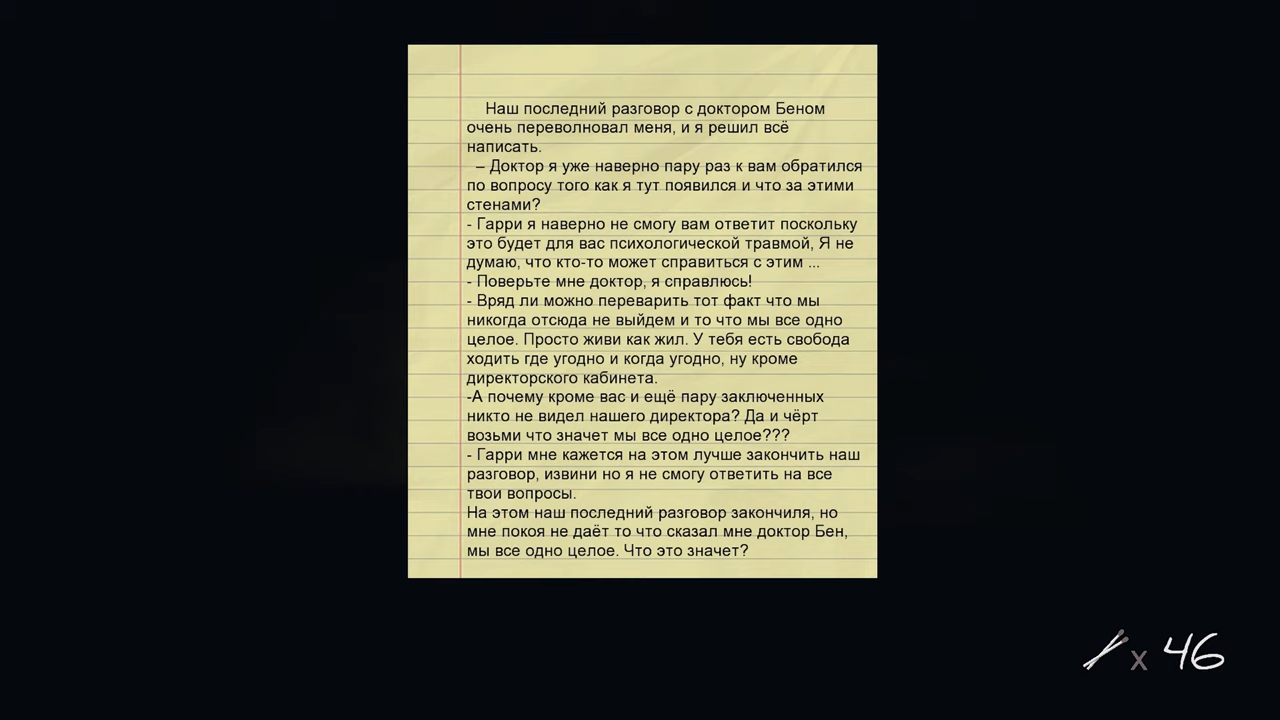 Наш последний разговор с доктором Беном
очень переволновал меня, и я решил всё
написать.
– Доктор я уже наверно пару раз к вам обратился
по вопросу того как я тут появился и что за этими
стенами?
- Гарри я наверно не смогу вам ответит поскольку
это будет для вас психологической травмой, Я не
думаю, что кто-то может справиться с этим ...
- Поверьте мне доктор, я справлюсь!
- Вряд ли можно переварить тот факт что мы
никогда отсюда не выйдем и то что мы все одно
целое. Просто живи как жил. У тебя есть свобода
ходить где угодно и когда угодно, ну кроме
директорского кабинета.
-А почему кроме вас и ещё пару заключенных
никто не видел нашего директора? Да и чёрт
возьми что значет мы все одно целое???
- Гарри мне кажется на этом лучше закончить наш
разговор, извини но я не смогу ответить на все
твои вопросы.
На этом наш последний разговор закончиля, но
мне покоя не даёт то что сказал мне доктор Бен,
мы все одно целое. Что это значет?
x 46